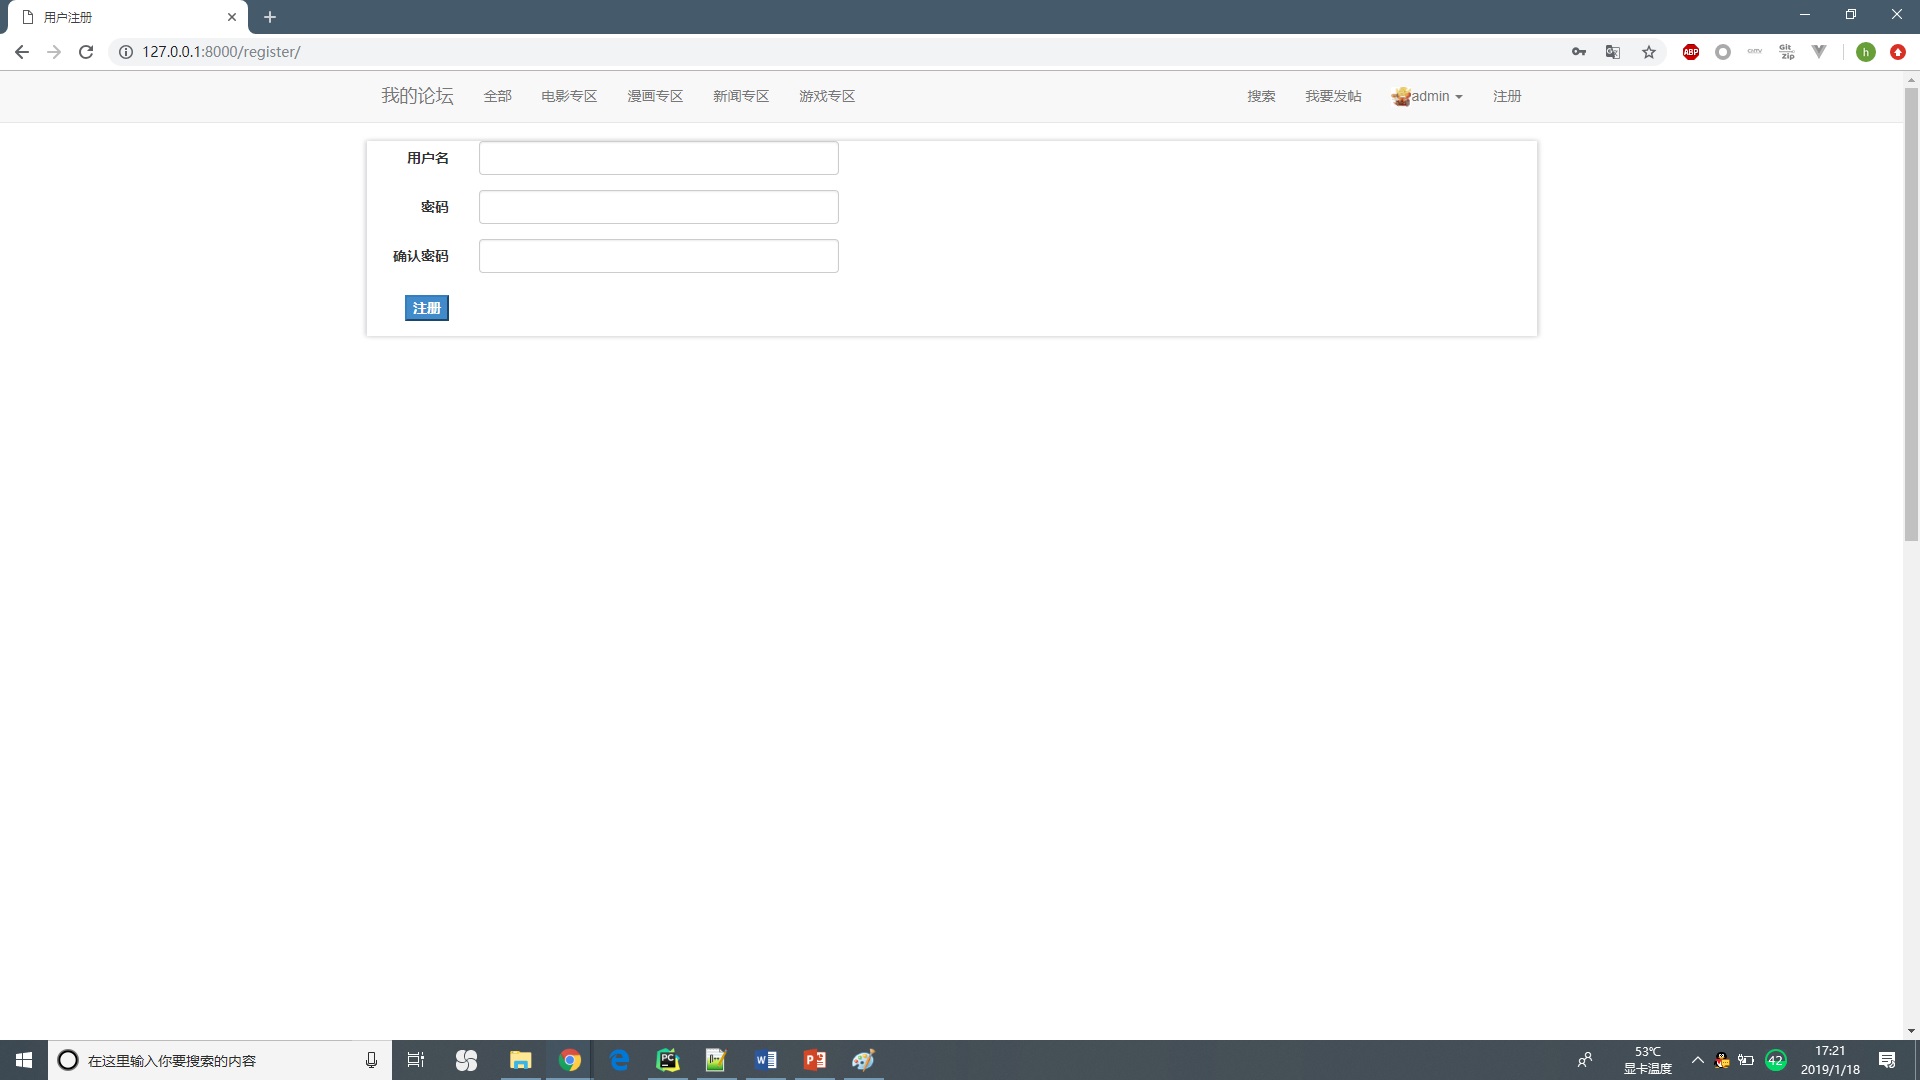 用户注册
127.0.0.1:8000/register/
ABP
Git
Zip
h
我的论坛 全部 电影专区 漫画专区 新闻专区 游戏专区 搜索 我要发帖 admin 注册
用户名
密码
确认密码
注册
在这里输入你要搜索的内容
53℃
显卡温度
42
17:21
2019/1/18